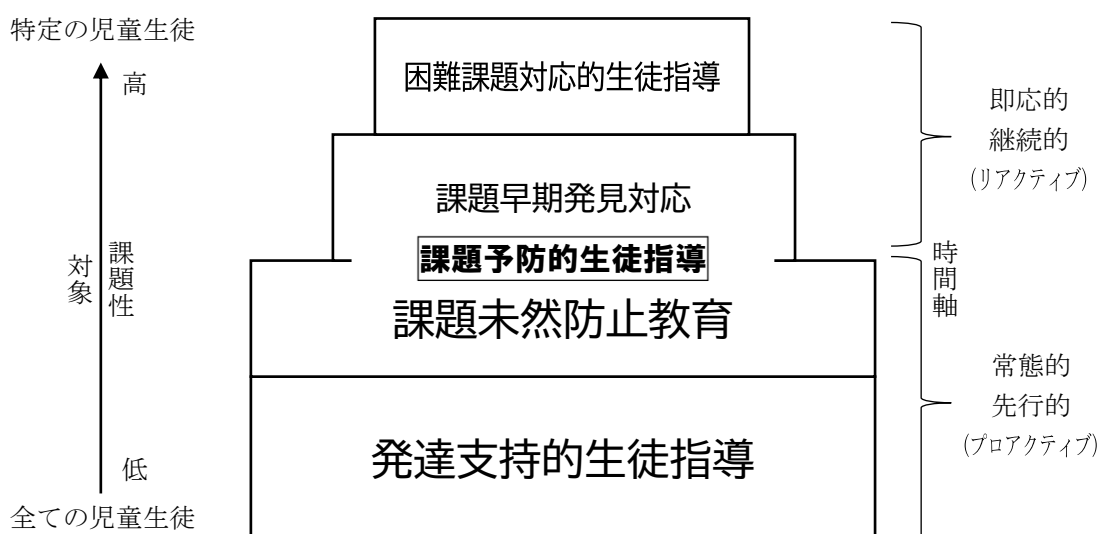 特定の児童生徒
高
困難課題対応的生徒指導
即応的
継続的
(リアクティブ)
課題早期発見対応
課題予防的生徒指導
課題未然防止教育
対象
課題性
時間軸
常態的
先行的
(プロアクティブ)
発達支持的生徒指導
低
全ての児童生徒